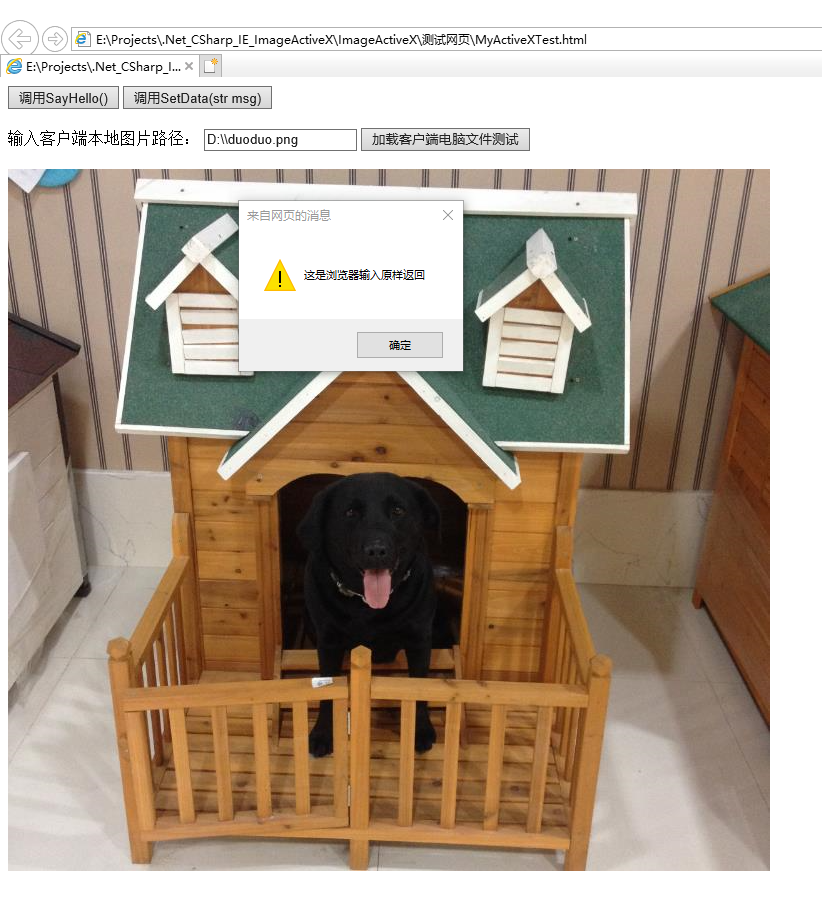 E:\Projects\.Net_CSharp_IE_ImageActiveX\ImageActiveX\测试网页\MyActiveXTest.html
E:\Projects\.Net_CSharp_I...
调用SayHello() 调用SetData(str msg)
输入客户端本地图片路径： D:\\duoduo.png 加载客户端电脑文件测试
来自网页的消息
这是浏览器输入原样返回
确定